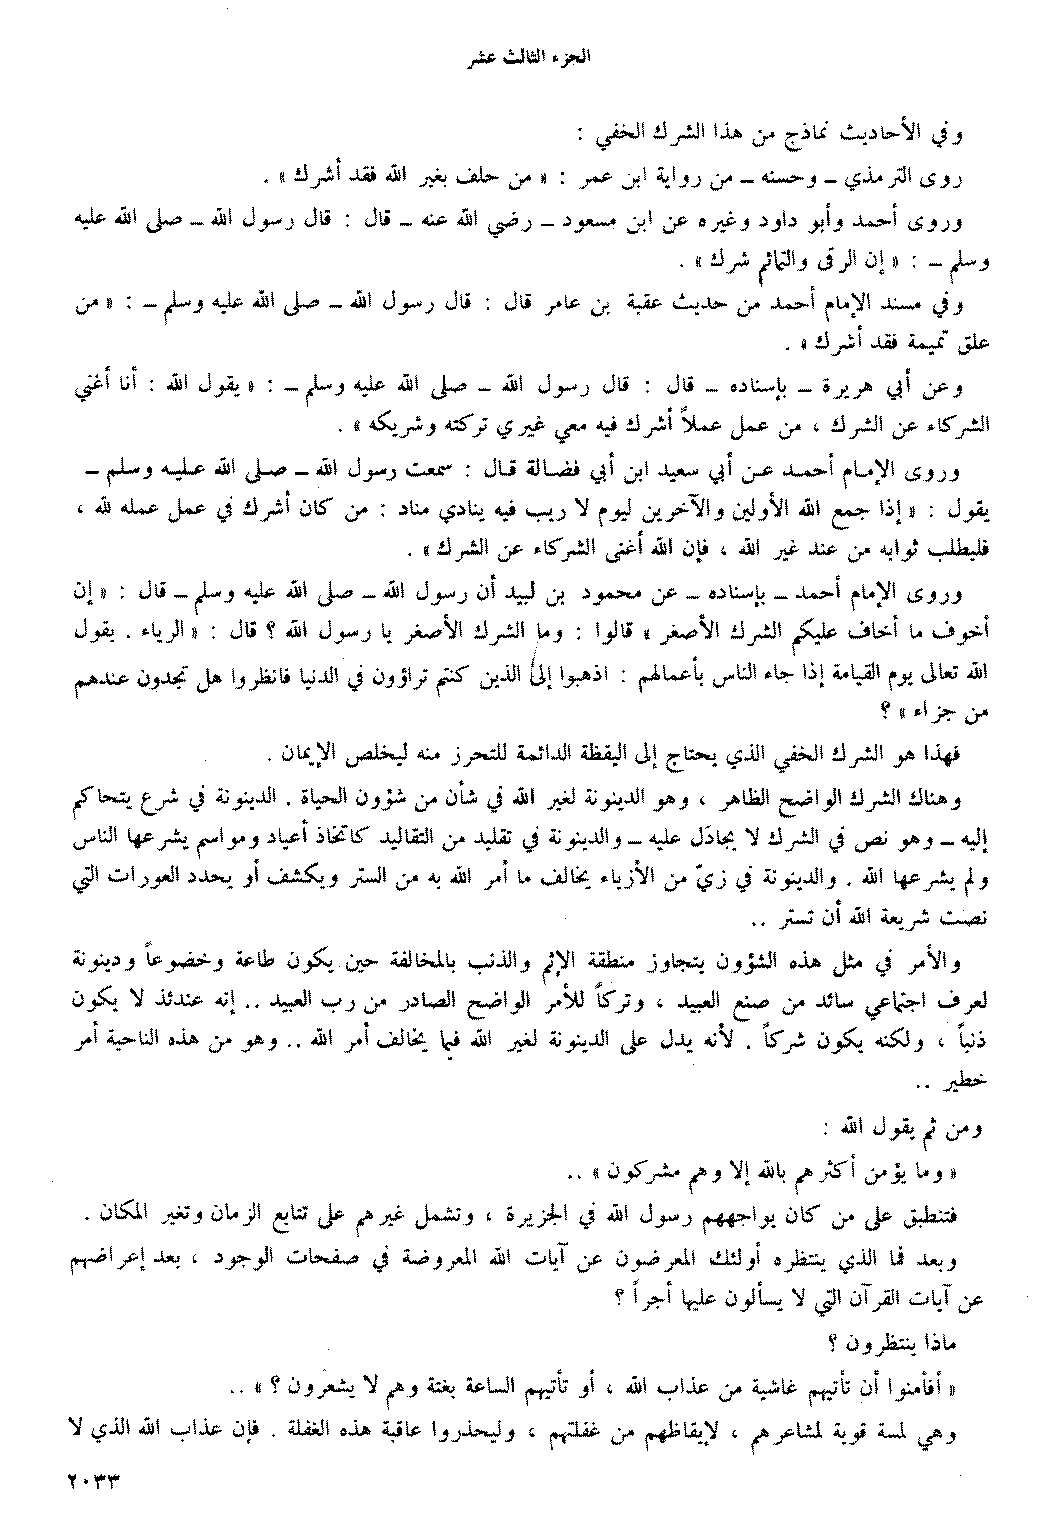 الجزء الثالث عشر
وفي الأحاديث نماذج من هذا الشرك الخفي :
روى الترمذي – وحسنه – من رواية ابن عمر : « من حلف بغير الله فقد أشرك » .
وروى أحمد وأبو داود وغيره عن ابن مسعود – رضي الله عنه – قال : قال رسول الله – صلى الله عليه
وسلم – : « إن الرقى والتمائم شرك » .
وفي مسند الإمام أحمد من حديث عقبة بن عامر قال : قال رسول الله – صلى الله عليه وسلم – : « من
علق تميمة فقد أشرك » .
وعن أبي هريرة – بإسناده – قال : قال رسول الله – صلى الله عليه وسلم – : « يقول الله : أنا أغنى
الشركاء عن الشرك ، من عمل عملاً أشرك فيه معي غيري تركته وشريكه » .
وروى الإمام أحمد عن أبي سعيد ابن أبي فضالة قال : سمعت رسول الله – صلى الله عليه وسلم –
يقول : « إذا جمع الله الأولين والآخرين ليوم لا ريب فيه ينادي مناد : من كان أشرك في عمل عمله لله ،
فليطلب ثوابه من عند غير الله ، فإن الله أغنى الشركاء عن الشرك » .
وروى الإمام أحمد – بإسناده – عن محمود بن لبيد أن رسول الله – صلى الله عليه وسلم – قال : « إن
أخوف ما أخاف عليكم الشرك الأصغر » قالوا : وما الشرك الأصغر يا رسول الله ؟ قال : « الرياء . يقول
الله تعالى يوم القيامة إذا جاء الناس بأعمالهم : اذهبوا إلى الذين كنتم تراؤون في الدنيا فانظروا هل تجدون عندهم
من جزاء » ؟
فهذا هو الشرك الخفي الذي يحتاج إلى اليقظة الدائمة للتحرز منه ليخلص الإيمان .
وهناك الشرك الواضح الظاهر ، وهو الدينونة لغير الله في شأن من شؤون الحياة . الدينونة في شرع يتحاكم
إليه – وهو نص في الشرك لا يجادَل عليه – والدينونة في تقليد من التقاليد كاتخاذ أعياد ومواسم يشرعها الناس
ولم يشرعها الله . والدينونة في زيّ من الأزياء يخالف ما أمر الله به من الستر ويكشف أو يحدد العورات التي
نصت شريعة الله أن تستر ..
والأمر في مثل هذه الشؤون يتجاوز منطقة الإثم والذنب بالمخالفة حين يكون طاعة وخضوعاً ودينونة
لعرف اجتماعي سائد من صنع العبيد ، وتركاً للأمر الواضح الصادر من رب العبيد .. إنه عندئذ لا يكون
ذنباً ، ولكنه يكون شركاً . لأنه يدل على الدينونة لغير الله فيما يخالف أمر الله .. وهو من هذه الناحية أمر
خطير ..
ومن ثم يقول الله :
« وما يؤمن أكثرهم بالله إلا وهم مشركون » ..
فتنطبق على من كان يواجههم رسول الله في الجزيرة ، وتشمل غيرهم على تتابع الزمان وتغير المكان .
وبعد فما الذي ينتظره أولئك المعرضون عن آيات الله المعروضة في صفحات الوجود ، بعد إعراضهم
عن آيات القرآن التي لا يسألون عليها أجراً ؟
ماذا ينتظرون ؟
« أفأمنوا أن تأتيهم غاشية من عذاب الله ، أو تأتيهم الساعة بغتة وهم لا يشعرون ؟ » ..
وهي لمسة قوية لمشاعرهم ، لإيقاظهم من غفلتهم ، وليحذروا عاقبة هذه الغفلة . فإن عذاب الله الذي لا
٢٠٣٣